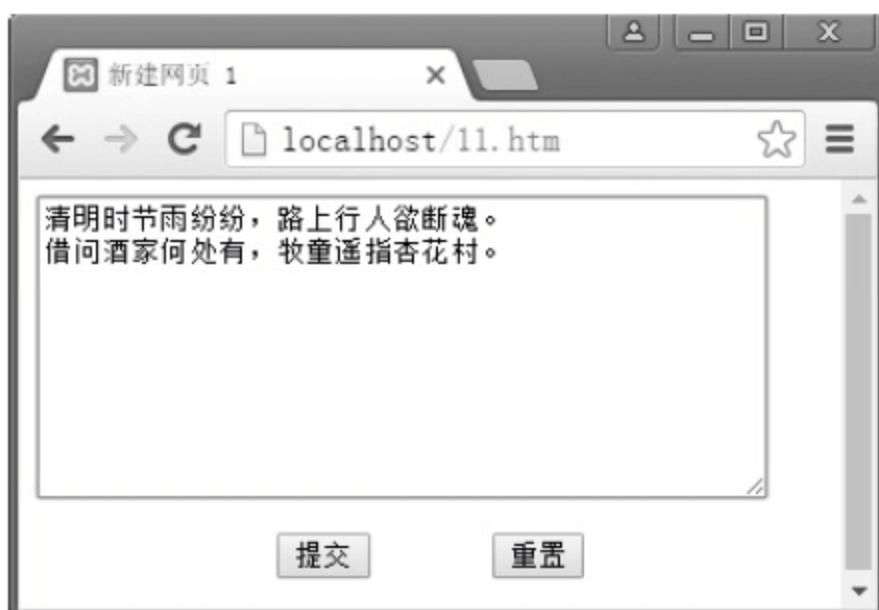 新建网页 1
localhost/11.htm
清明时节雨纷纷，路上行人欲断魂。
借问酒家何处有，牧童遥指杏花村。
提交 重置